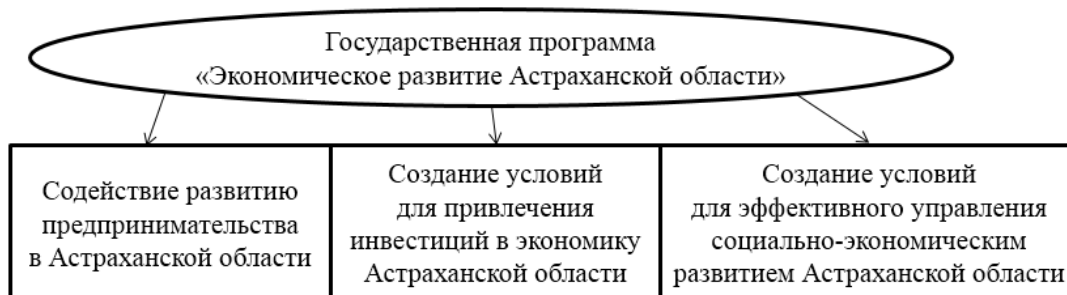 Государственная программа
«Экономическое развитие Астраханской области»
Содействие развитию
предпринимательства
в Астраханской области
Создание условий
для привлечения
инвестиций в экономику
Астраханской области
Создание условий
для эффективного управления
социально-экономическим
развитием Астраханской области